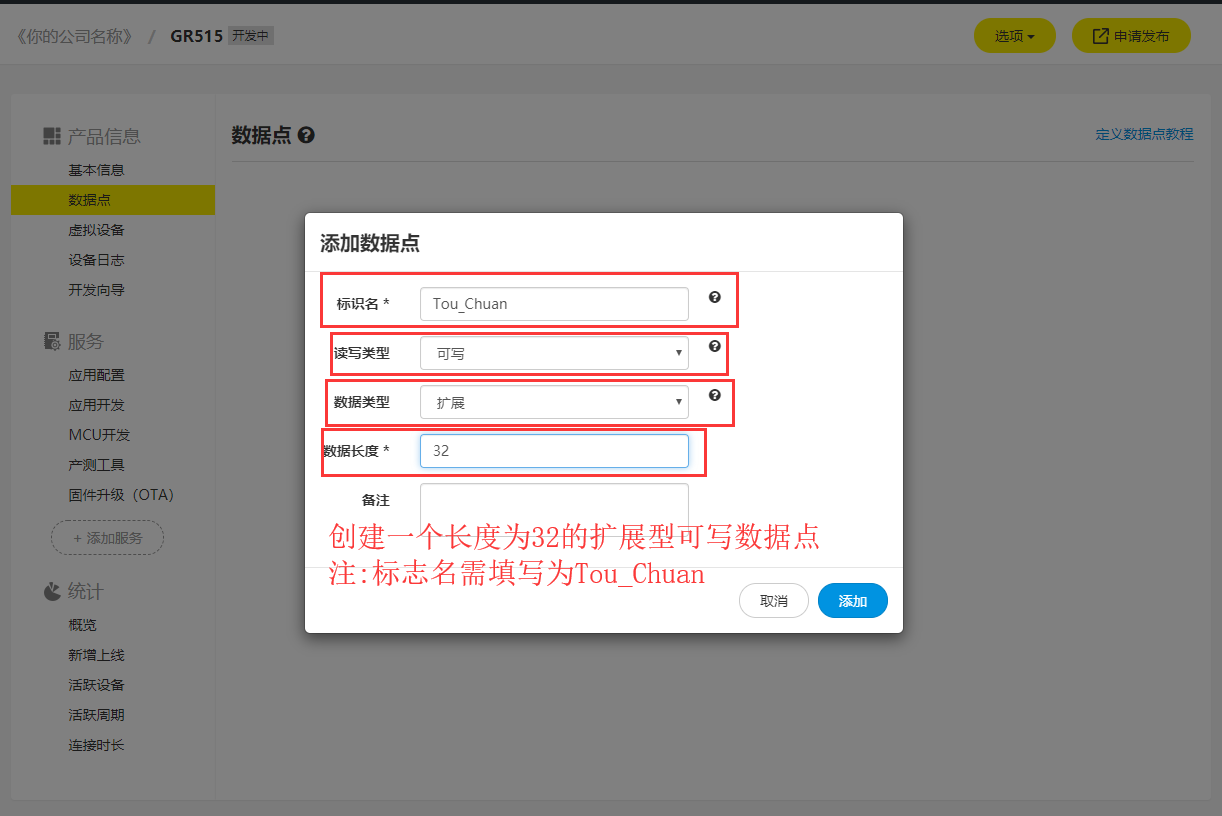 《你的公司名称》 / GR515 开发中
选项
申请发布
产品信息
基本信息
数据点
虚拟设备
设备日志
开发向导
服务
应用配置
应用开发
MCU开发
产测工具
固件升级（OTA）
+ 添加服务
统计
概览
新增上线
活跃设备
活跃周期
连接时长
数据点
定义数据点教程
添加数据点
标识名 * Tou_Chuan
读写类型 可写
数据类型 扩展
数据长度 * 32
备注
创建一个长度为32的扩展型可写数据点
注:标志名需填写为Tou_Chuan
取消 添加